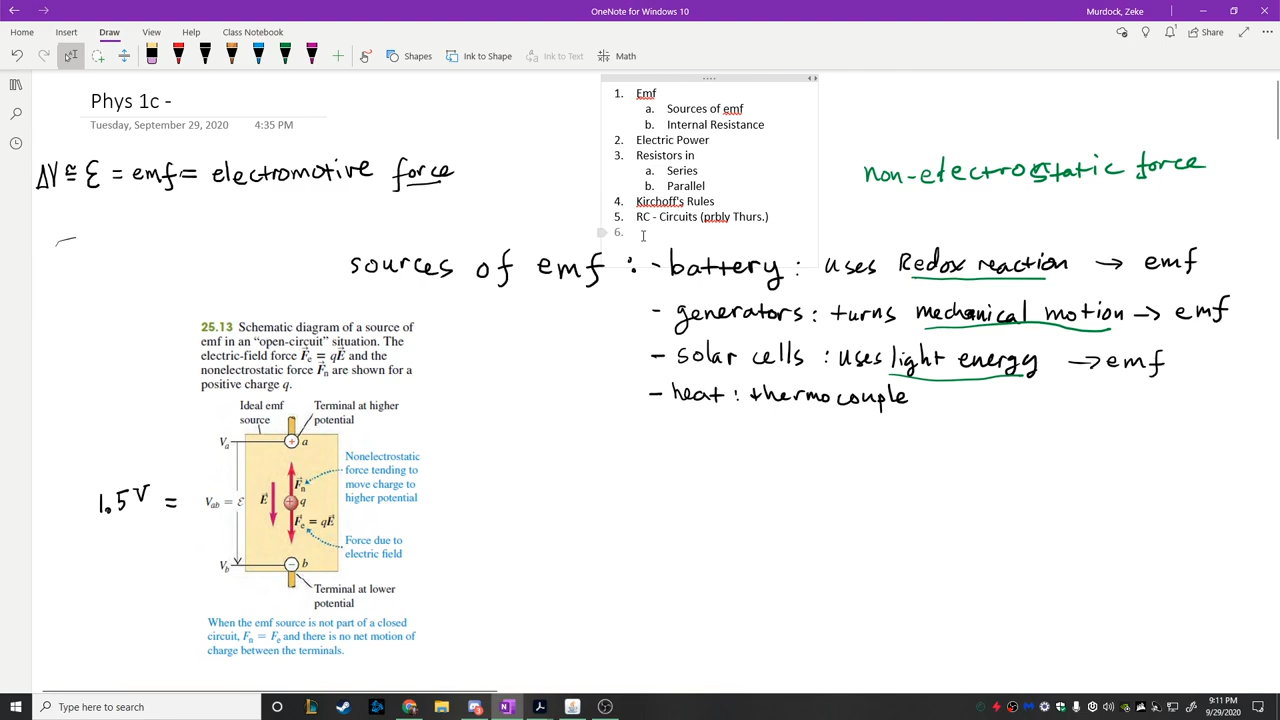 OneNote for Windows 10
Murdock, Zeke
Home Insert Draw View Help Class Notebook
Share
Shapes Ink to Shape Ink to Text Math
Phys 1c -
Tuesday, September 29, 2020 4:35 PM
1. Emf
a. Sources of emf
b. Internal Resistance
2. Electric Power
3. Resistors in
a. Series
b. Parallel
4. Kirchoff's Rules
5. RC - Circuits (prbly Thurs.)
6.
ΔV ≅ Ɛ = emf = electromotive force
non-electrostatic force
sources of emf : - battery : uses Redox reaction → emf
- generators : turns mechanical motion → emf
- solar cells : uses light energy → emf
- heat : thermocouple
25.13 Schematic diagram of a source of
emf in an "open-circuit" situation. The
electric-field force F⃗e = qE⃗ and the
nonelectrostatic force F⃗n are shown for a
positive charge q.
Ideal emf
source
Terminal at higher
potential
Va
+ a
Nonelectrostatic
force tending to
move charge to
higher potential
F⃗n
1.5V =
Vab = Ɛ
E⃗
+ q
F⃗e = qE⃗
Force due to
electric field
Vb
− b
Terminal at lower
potential
When the emf source is not part of a closed
circuit, Fn = Fe and there is no net motion of
charge between the terminals.
Type here to search
9:11 PM
9/29/2020